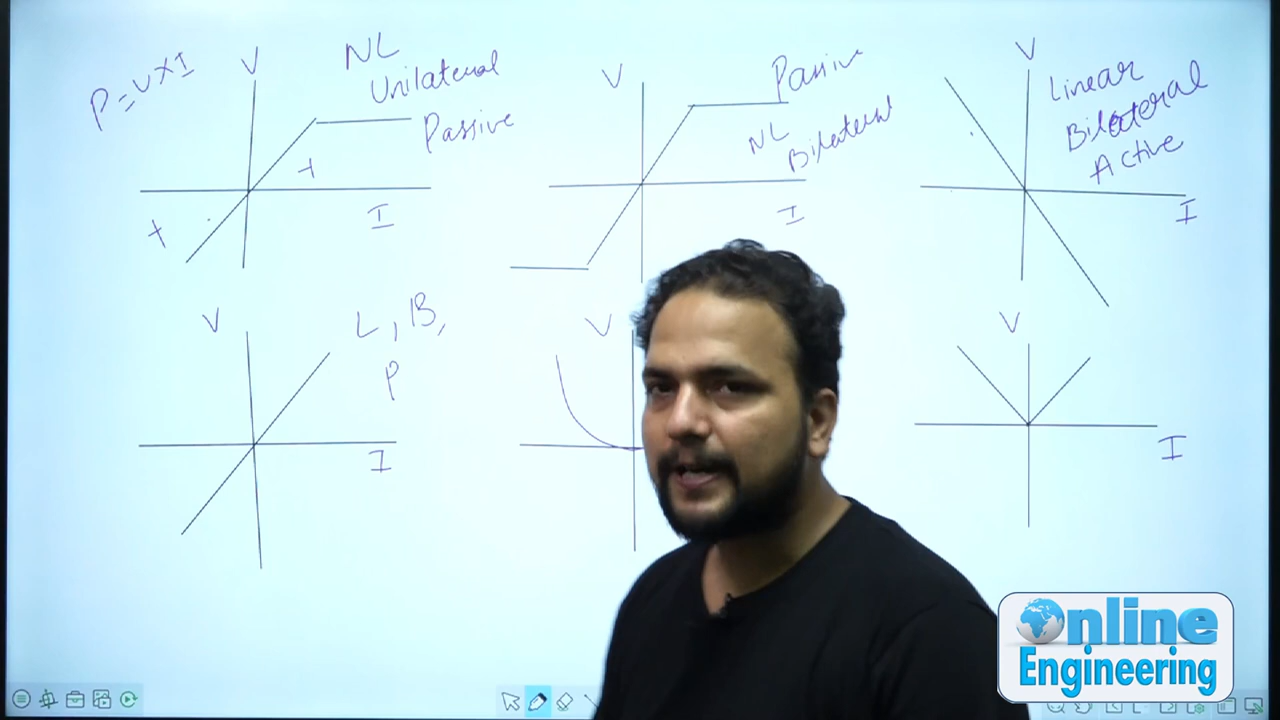 P = V X I
V
NL
Unilateral
Passive
+
+
I
V
Passive
NL
Bilateral
I
V
Linear
Bilateral
Active
I
V
L, B,
P
I
V
V
I
Online
Engineering